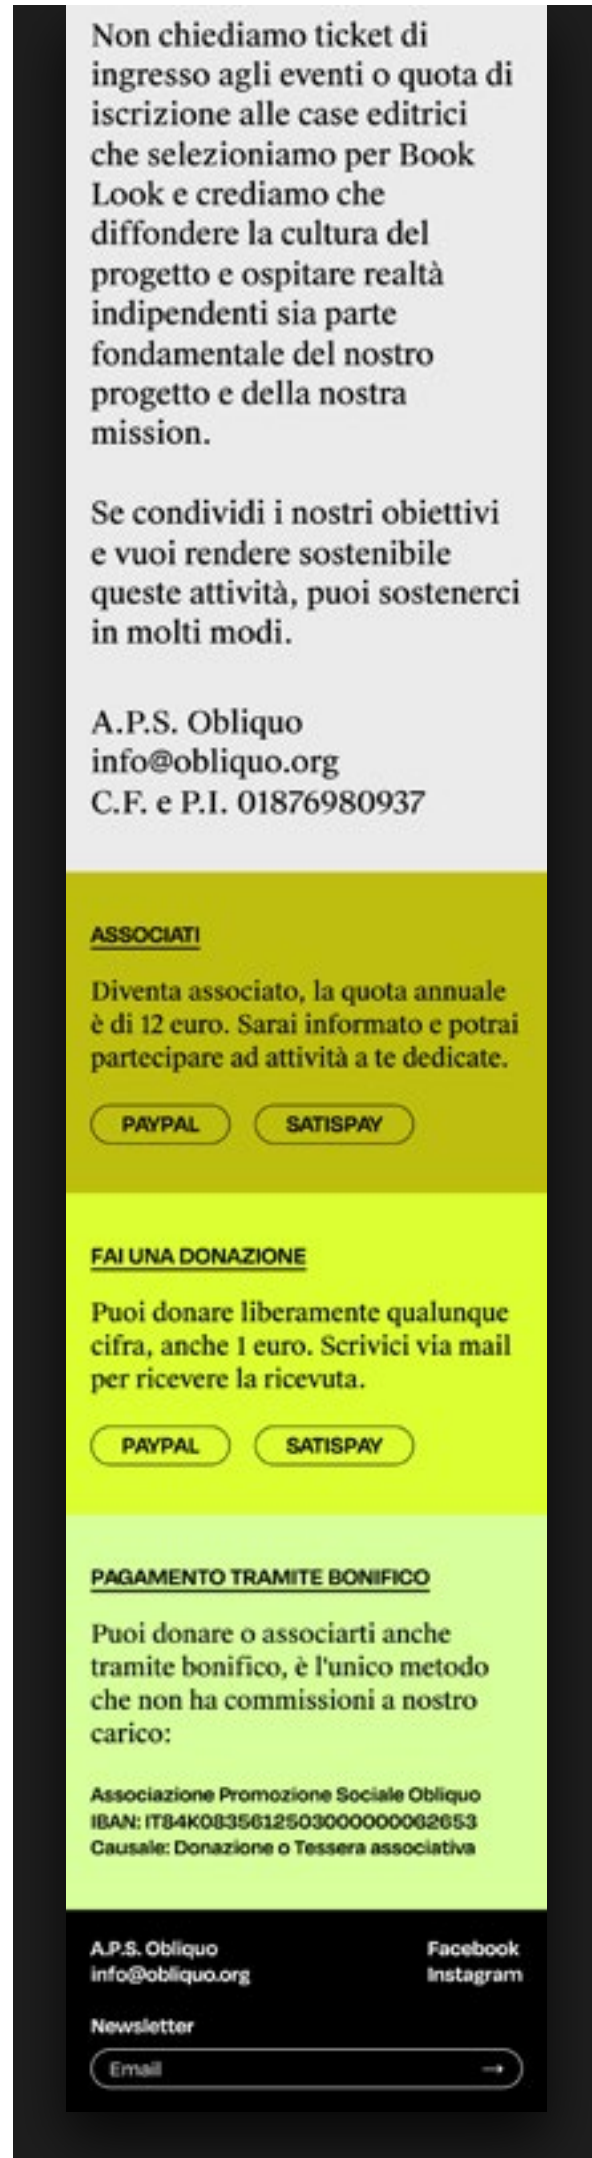 Non chiediamo ticket di
ingresso agli eventi o quota di
iscrizione alle case editrici
che selezioniamo per Book
Look e crediamo che
diffondere la cultura del
progetto e ospitare realtà
indipendenti sia parte
fondamentale del nostro
progetto e della nostra
mission.
Se condividi i nostri obiettivi
e vuoi rendere sostenibile
queste attività, puoi sostenerci
in molti modi.
A.P.S. Obliquo
info@obliquo.org
C.F. e P.I. 01876980937
ASSOCIATI
Diventa associato, la quota annuale
è di 12 euro. Sarai informato e potrai
partecipare ad attività a te dedicate.
PAYPAL SATISPAY
FAI UNA DONAZIONE
Puoi donare liberamente qualunque
cifra, anche 1 euro. Scrivici via mail
per ricevere la ricevuta.
PAYPAL SATISPAY
PAGAMENTO TRAMITE BONIFICO
Puoi donare o associarti anche
tramite bonifico, è l'unico metodo
che non ha commissioni a nostro
carico:
Associazione Promozione Sociale Obliquo
IBAN: IT84K0835612503000000062653
Causale: Donazione o Tessera associativa
A.P.S. Obliquo Facebook
info@obliquo.org Instagram
Newsletter
Email →